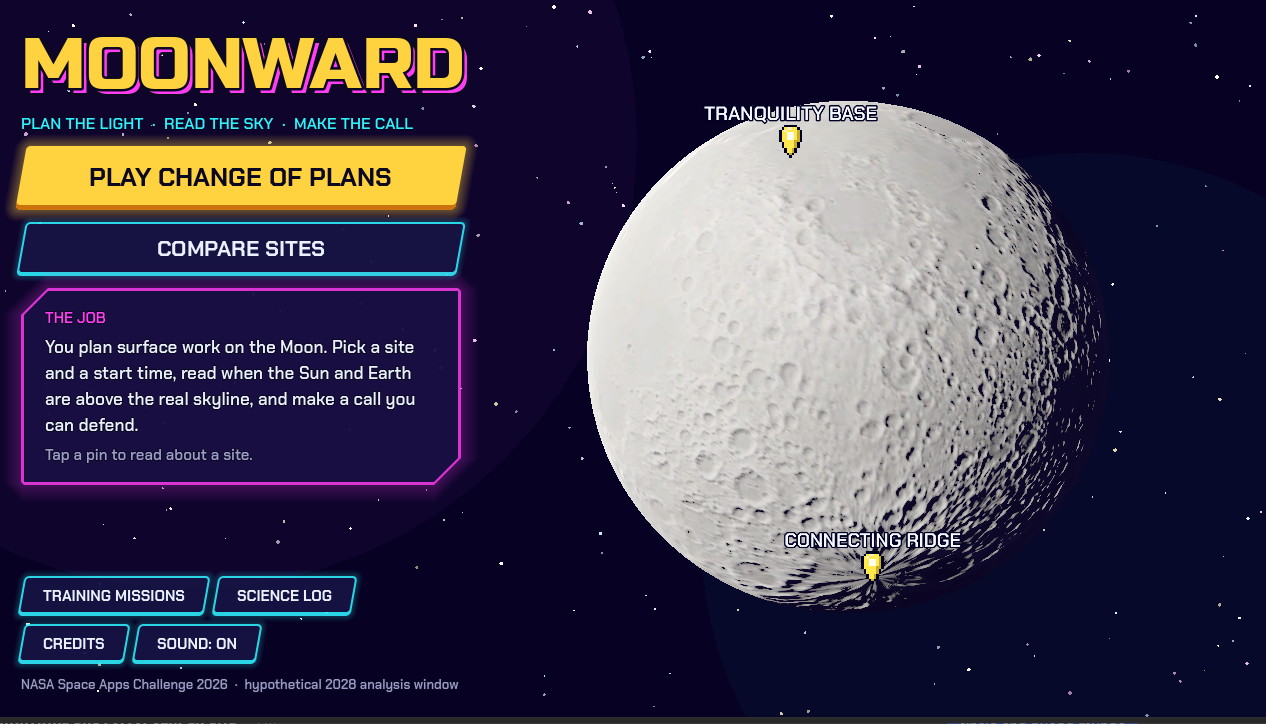 MOONWARD
PLAN THE LIGHT · READ THE SKY · MAKE THE CALL
PLAY CHANGE OF PLANS
COMPARE SITES
THE JOB
You plan surface work on the Moon. Pick a site
and a start time, read when the Sun and Earth
are above the real skyline, and make a call you
can defend.
Tap a pin to read about a site.
TRAINING MISSIONS
SCIENCE LOG
CREDITS
SOUND: ON
NASA Space Apps Challenge 2026 · hypothetical 2028 analysis window
TRANQUILITY BASE
CONNECTING RIDGE